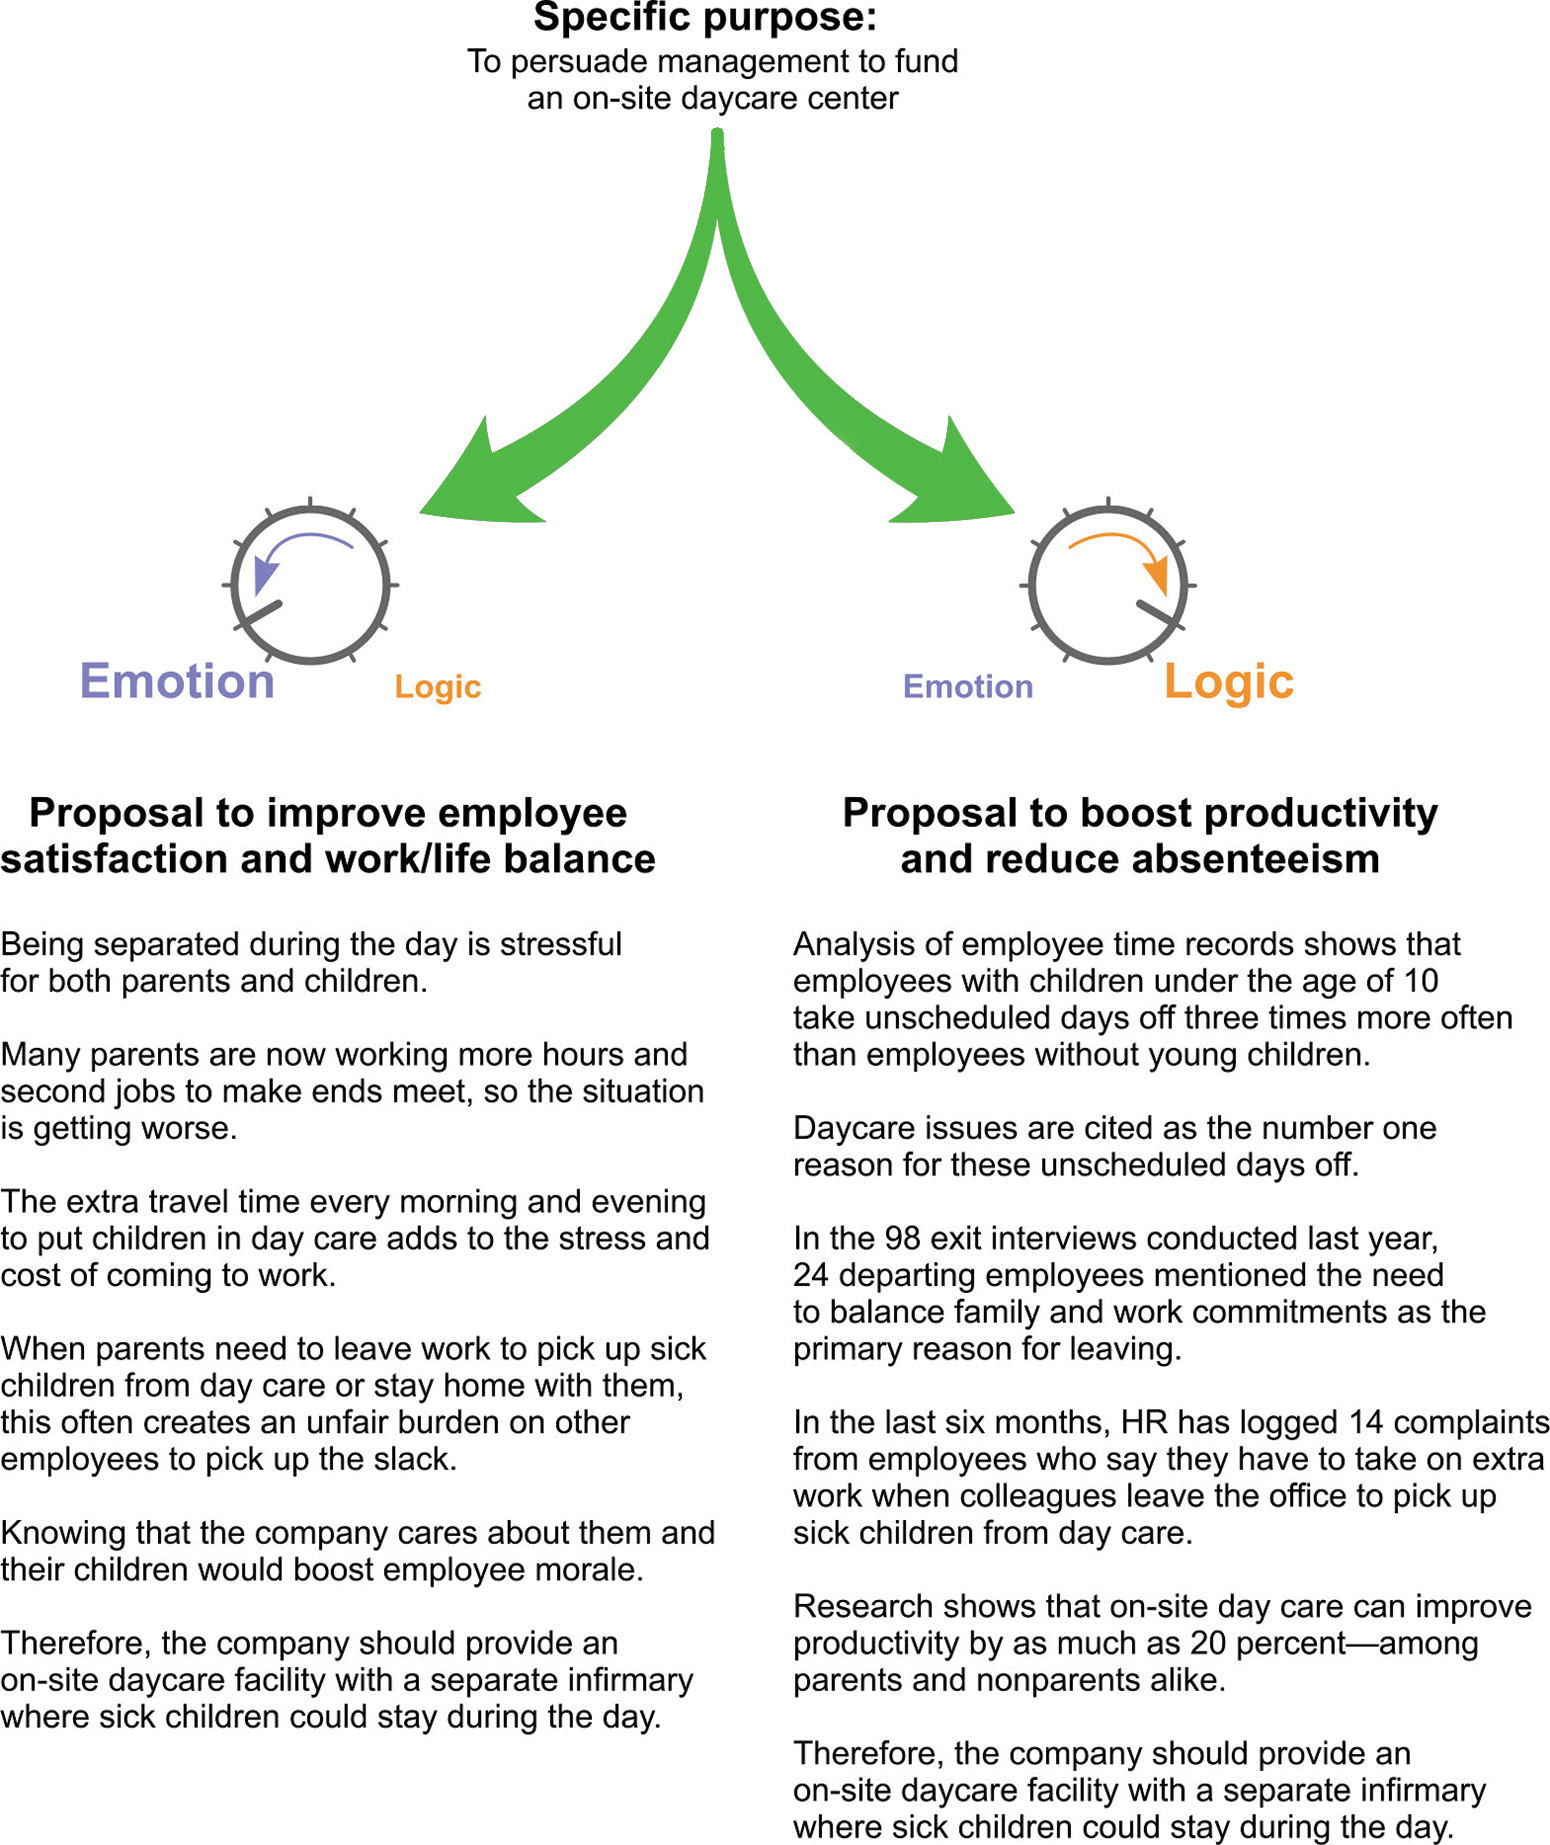 Specific purpose:
To persuade management to fund
an on-site daycare center
Emotion
Logic
Proposal to improve employee
satisfaction and work/life balance
Being separated during the day is stressful
for both parents and children.
Many parents are now working more hours and
second jobs to make ends meet, so the situation
is getting worse.
The extra travel time every morning and evening
to put children in day care adds to the stress and
cost of coming to work.
When parents need to leave work to pick up sick
children from day care or stay home with them,
this often creates an unfair burden on other
employees to pick up the slack.
Knowing that the company cares about them and
their children would boost employee morale.
Therefore, the company should provide an
on-site daycare facility with a separate infirmary
where sick children could stay during the day.
Emotion
Logic
Proposal to boost productivity
and reduce absenteeism
Analysis of employee time records shows that
employees with children under the age of 10
take unscheduled days off three times more often
than employees without young children.
Daycare issues are cited as the number one
reason for these unscheduled days off.
In the 98 exit interviews conducted last year,
24 departing employees mentioned the need
to balance family and work commitments as the
primary reason for leaving.
In the last six months, HR has logged 14 complaints
from employees who say they have to take on extra
work when colleagues leave the office to pick up
sick children from day care.
Research shows that on-site day care can improve
productivity by as much as 20 percent—among
parents and nonparents alike.
Therefore, the company should provide an
on-site daycare facility with a separate infirmary
where sick children could stay during the day.